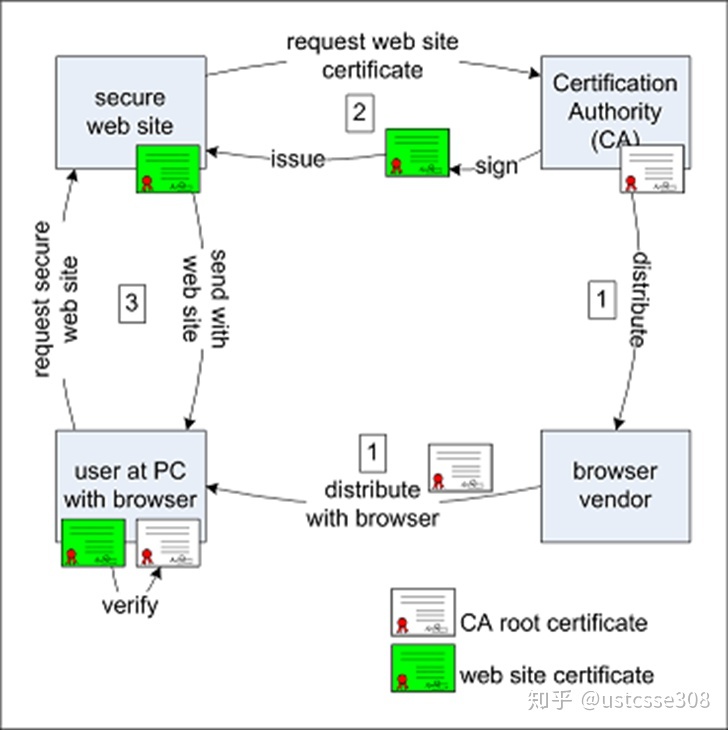 request web site
certificate
secure
web site
Certification
Authority
(CA)
2
issue
sign
request secure
web site
3
send with
web site
1
distribute
user at PC
with browser
1
distribute
with browser
browser
vendor
verify
CA root certificate
web site certificate
知乎 @ustcsse308